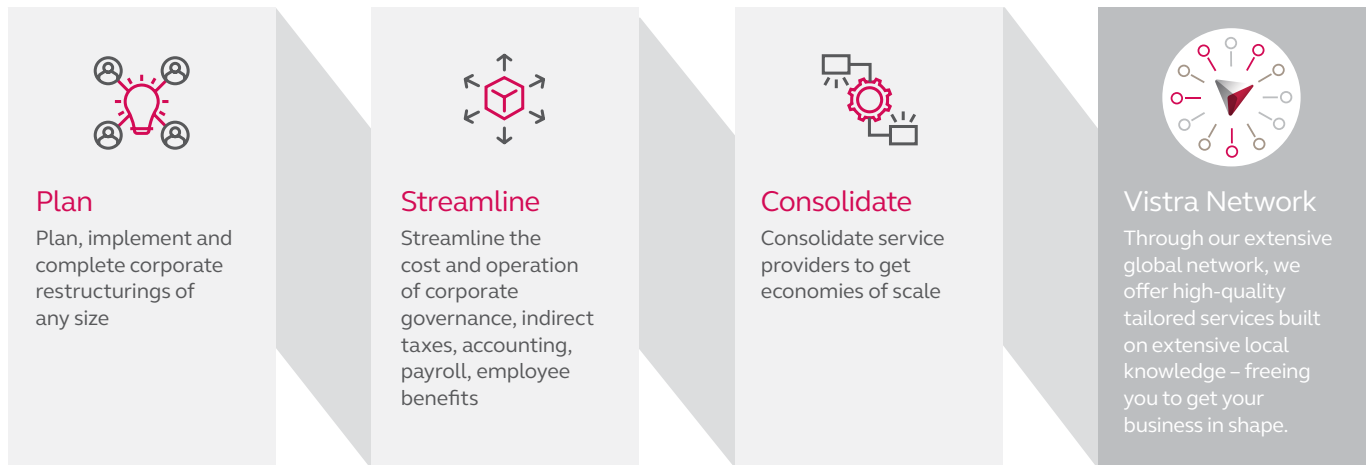 Plan
Plan, implement and
complete corporate
restructurings of
any size
Streamline
Streamline the
cost and operation
of corporate
governance, indirect
taxes, accounting,
payroll, employee
benefits
Consolidate
Consolidate service
providers to get
economies of scale
Vistra Network
Through our extensive
global network, we
offer high-quality
tailored services built
on extensive local
knowledge – freeing
you to get your
business in shape.